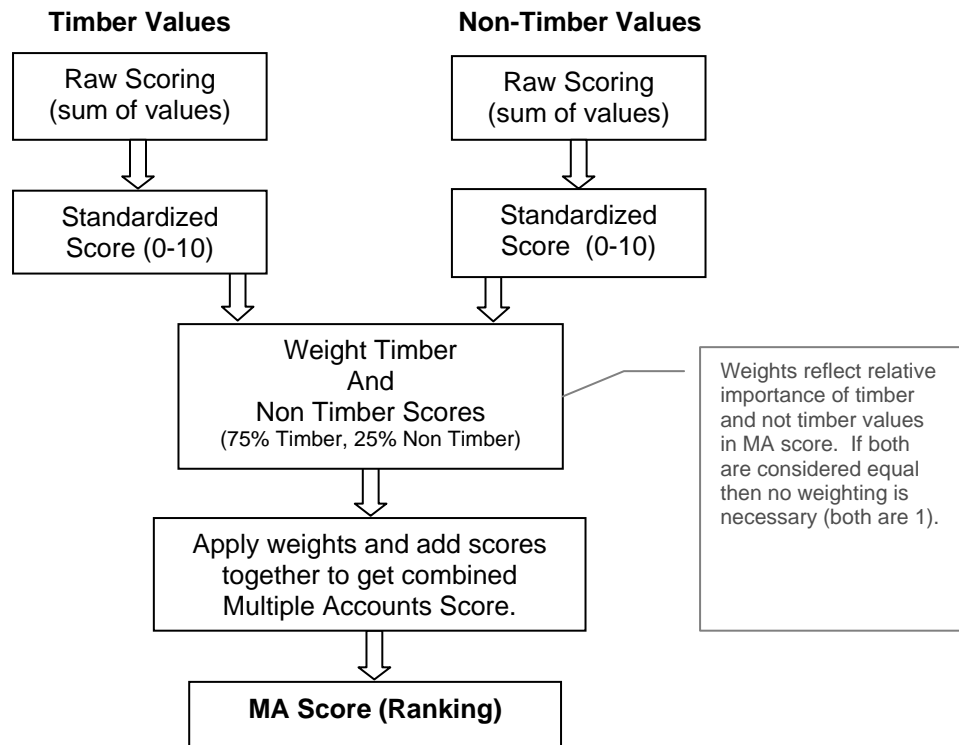 Timber Values
Non-Timber Values
Raw Scoring
(sum of values)
Raw Scoring
(sum of values)
Standardized
Score (0-10)
Standardized
Score (0-10)
Weight Timber
And
Non Timber Scores
(75% Timber, 25% Non Timber)
Weights reflect relative
importance of timber
and not timber values
in MA score. If both
are considered equal
then no weighting is
necessary (both are 1).
Apply weights and add scores
together to get combined
Multiple Accounts Score.
MA Score (Ranking)